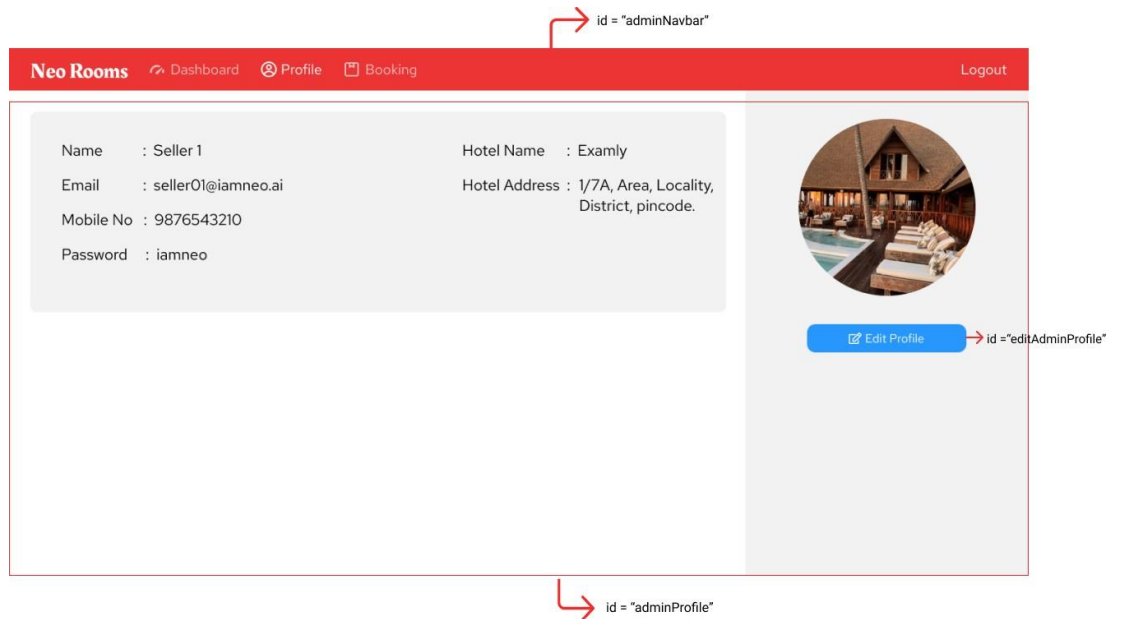 id = “adminNavbar”
Neo Rooms Dashboard Profile Booking Logout
Name : Seller 1
Email : seller01@iamneo.ai
Mobile No : 9876543210
Password : iamneo
Hotel Name : Examly
Hotel Address : 1/7A, Area, Locality,
District, pincode.
Edit Profile
id =“editAdminProfile”
id = “adminProfile”